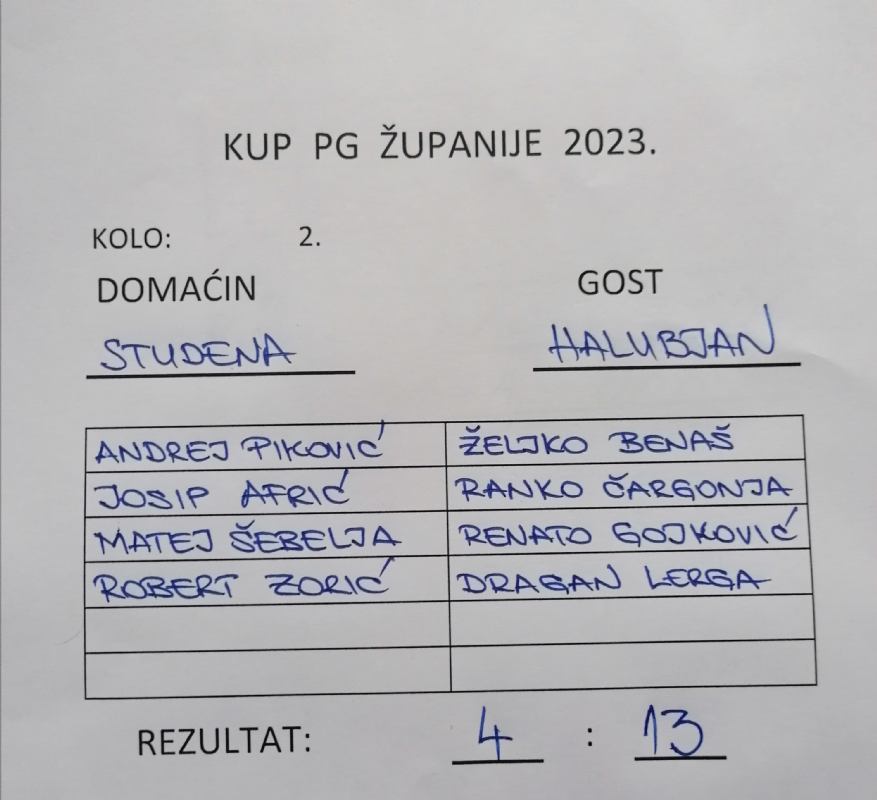 KUP PG ŽUPANIJE 2023.
KOLO: 2.
DOMAĆIN GOST
STUDENA HALUBJAN
ANDREJ PIKOVIĆ ŽELJKO BENAŠ
JOSIP AFRIĆ RANKO ČARGONJA
MATEJ ŠEBELJA RENATO GOJKOVIĆ
ROBERT ZORIĆ DRAGAN LERGA
REZULTAT: 4 : 13